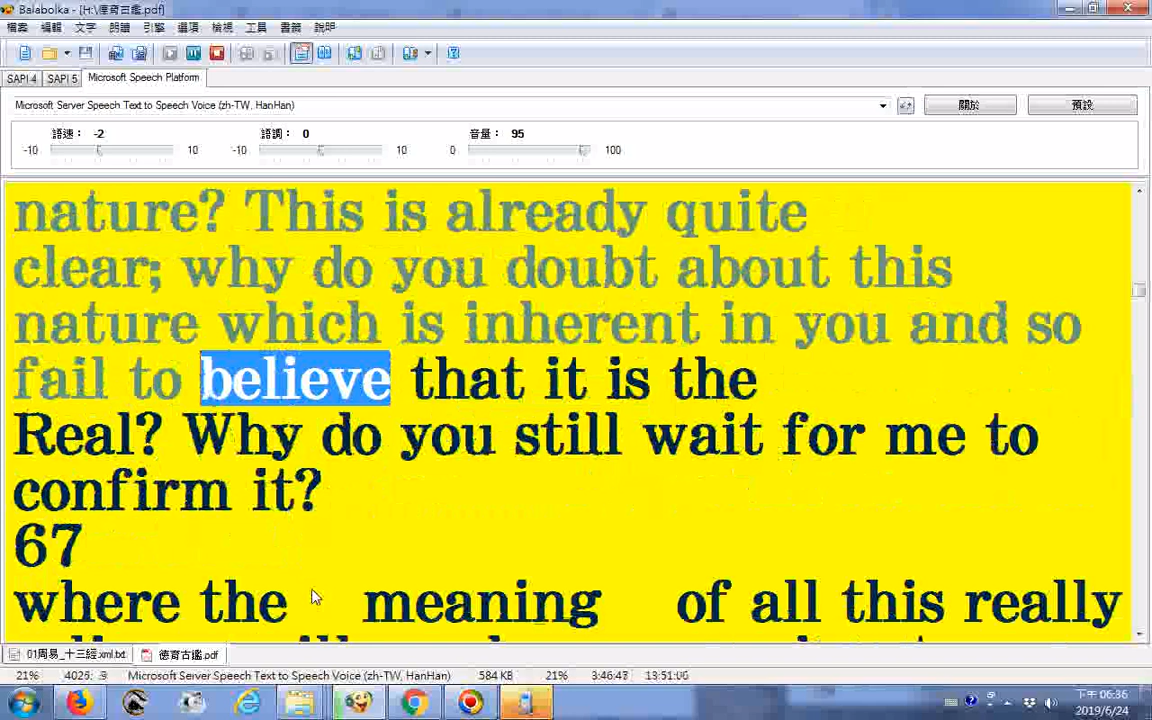 Balabolka - [H:\德育古鑑.pdf]
檔案 編輯 文字 朗讀 引擎 選項 檢視 工具 書籤 說明
SAPI 4 SAPI 5 Microsoft Speech Platform
Microsoft Server Speech Text to Speech Voice (zh-TW, HanHan) 關於 預設
語速： -2 語調： 0 音量： 95
-10 10 -10 10 0 100
nature? This is already quite
clear; why do you doubt about this
nature which is inherent in you and so
fail to believe that it is the
Real? Why do you still wait for me to
confirm it?
67
where the meaning of all this really
01周易_十三經.xml.txt 德育古鑑.pdf
21% Microsoft Server Speech Text to Speech Voice (zh-TW, HanHan) 584 KB 21% 3:46:47 13:51:06
下午 06:36
2019/6/24